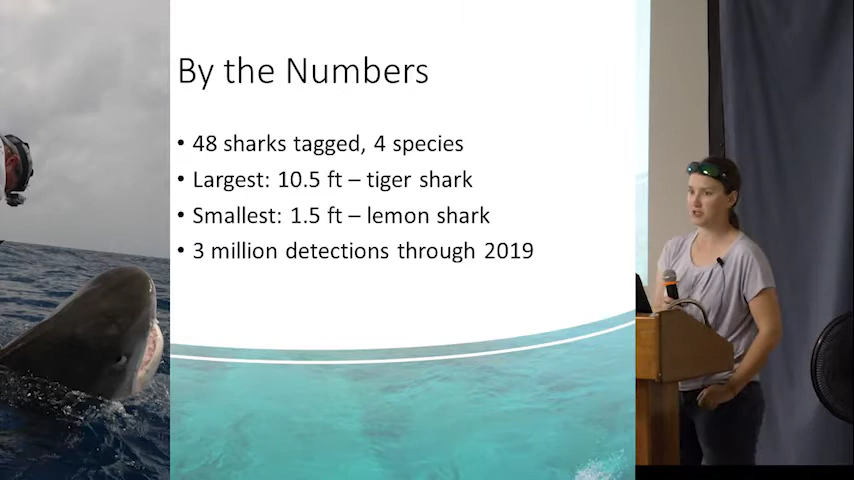 By the Numbers
• 48 sharks tagged, 4 species
• Largest: 10.5 ft – tiger shark
• Smallest: 1.5 ft – lemon shark
• 3 million detections through 2019